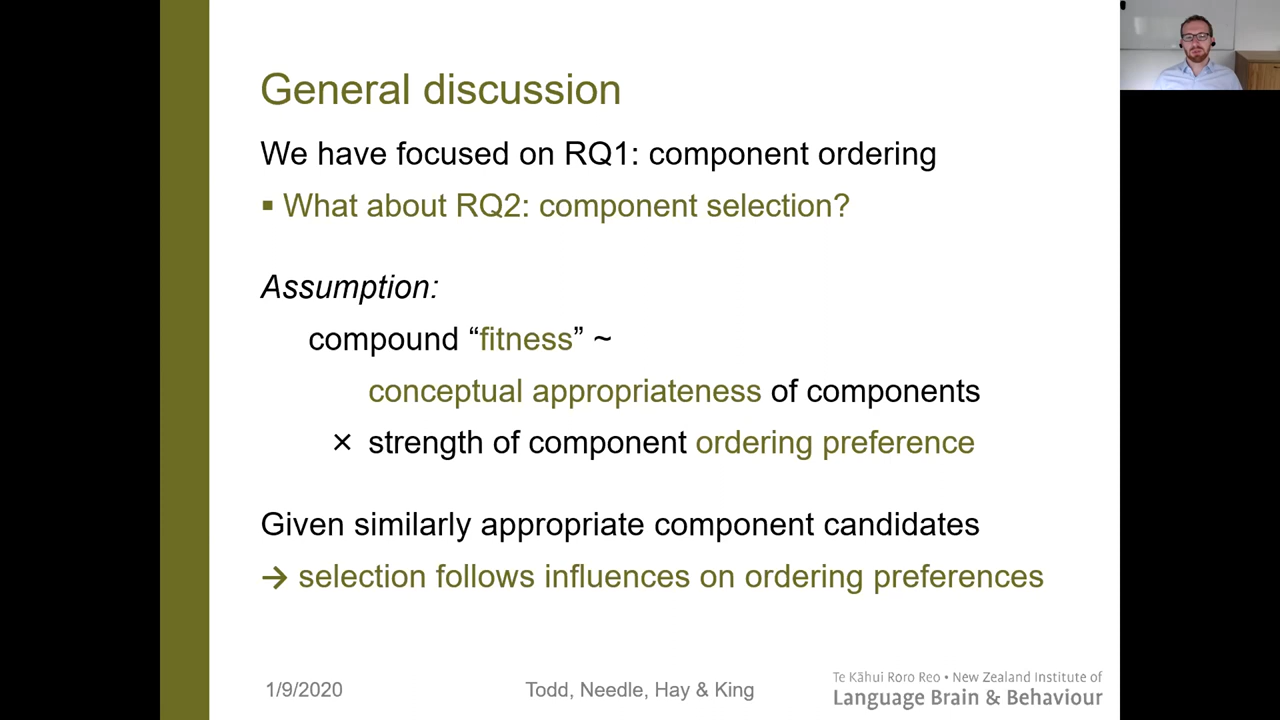 General discussion
We have focused on RQ1: component ordering
▪ What about RQ2: component selection?
Assumption:
compound “fitness” ~
conceptual appropriateness of components
× strength of component ordering preference
Given similarly appropriate component candidates
→ selection follows influences on ordering preferences
1/9/2020
Todd, Needle, Hay & King
Te Kāhui Roro Reo • New Zealand Institute of
Language Brain & Behaviour